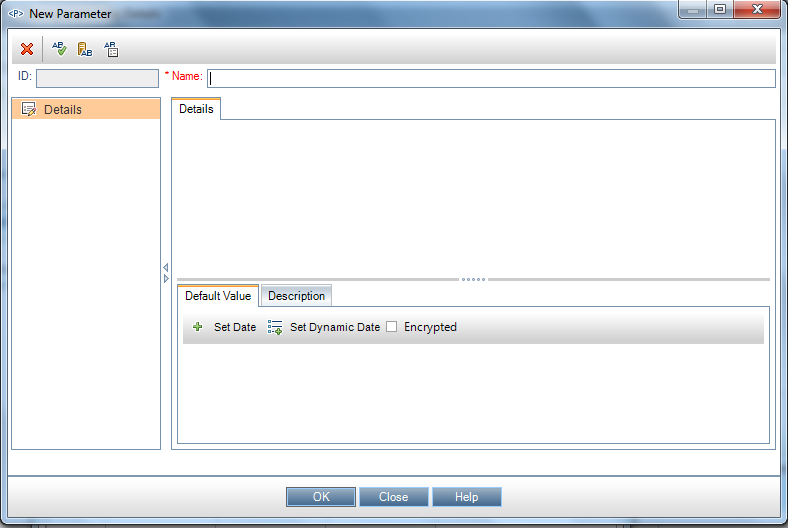 <P> New Parameter
ID: * Name:
Details
Details
Default Value Description
Set Date Set Dynamic Date Encrypted
OK Close Help